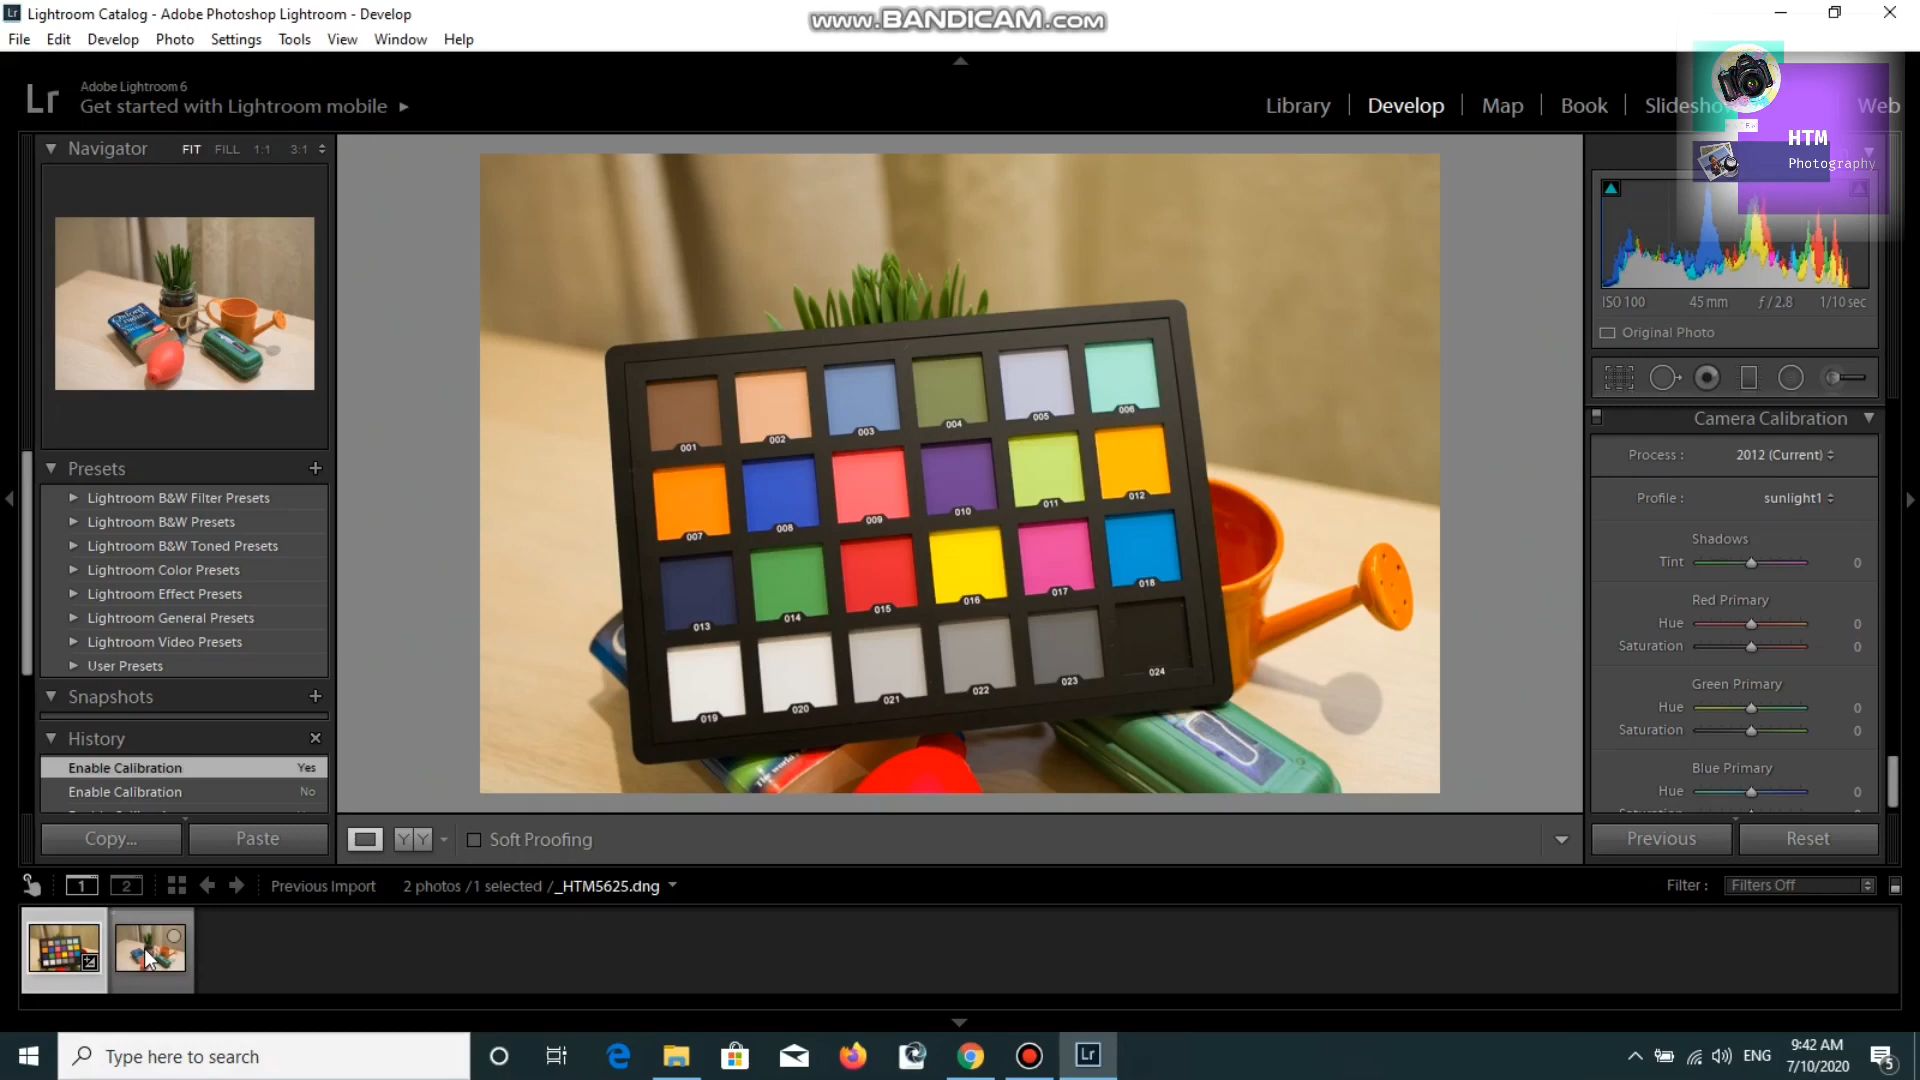 Lightroom Catalog - Adobe Photoshop Lightroom - Develop
www.BANDICAM.com
File Edit Develop Photo Settings Tools View Window Help
Lr
Adobe Lightroom 6
Get started with Lightroom mobile
Library Develop Map Book Slideshow Web
HTM
Photography
Navigator FIT FILL 1:1 3:1
Presets
Lightroom B&W Filter Presets
Lightroom B&W Presets
Lightroom B&W Toned Presets
Lightroom Color Presets
Lightroom Effect Presets
Lightroom General Presets
Lightroom Video Presets
User Presets
Snapshots
History
Enable Calibration Yes
Enable Calibration No
Copy... Paste
001 002 003 004 005 006
007 008 009 010 011 012
013 014 015 016 017 018
019 020 021 022 023 024
The world's
ISO 100 45 mm ƒ / 2.8 1/10 sec
Original Photo
Camera Calibration
Process : 2012 (Current)
Profile : sunlight1
Shadows
Tint 0
Red Primary
Hue 0
Saturation 0
Green Primary
Hue 0
Saturation 0
Blue Primary
Hue 0
Previous Reset
YY Soft Proofing
1 2 Previous Import 2 photos /1 selected /_HTM5625.dng
Filter : Filters Off
Type here to search
Lr
ENG
9:42 AM
7/10/2020
5